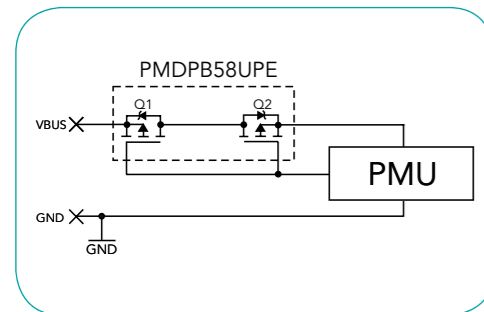 PMDPB58UPE
Q1
Q2
VBUS
PMU
GND
GND